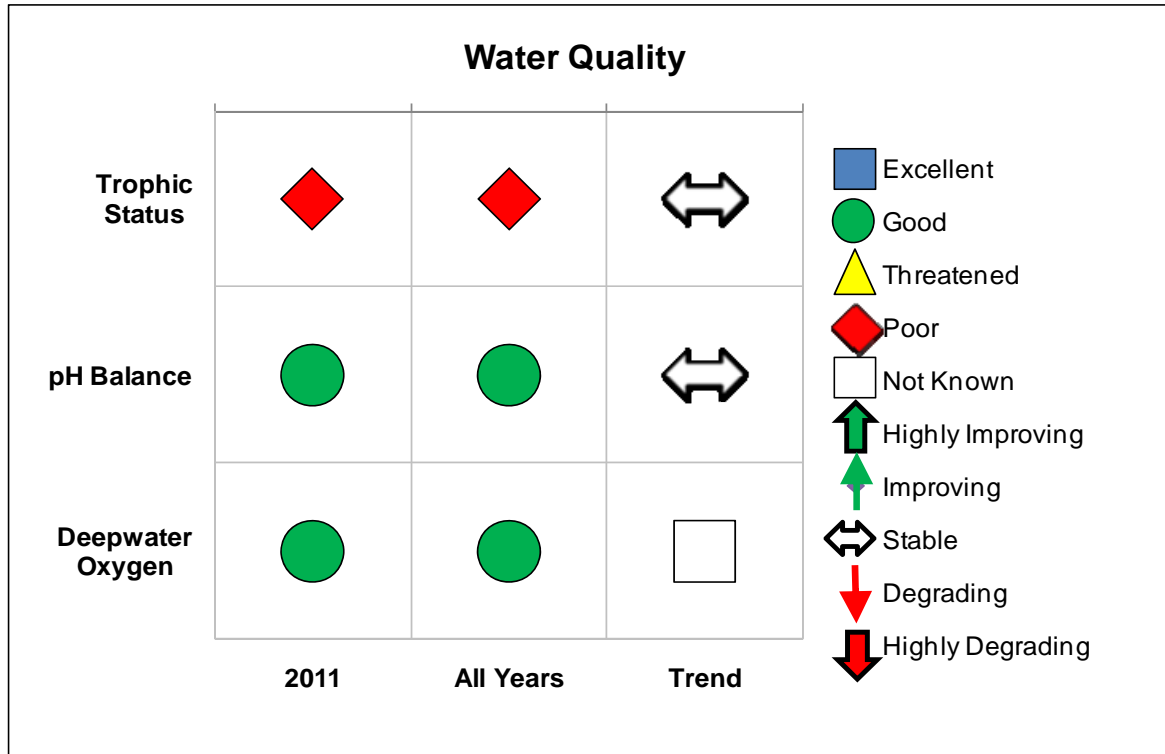 Water Quality
Trophic
Status
pH Balance
Deepwater
Oxygen
2011
All Years
Trend
Excellent
Good
Threatened
Poor
Not Known
Highly Improving
Improving
Stable
Degrading
Highly Degrading